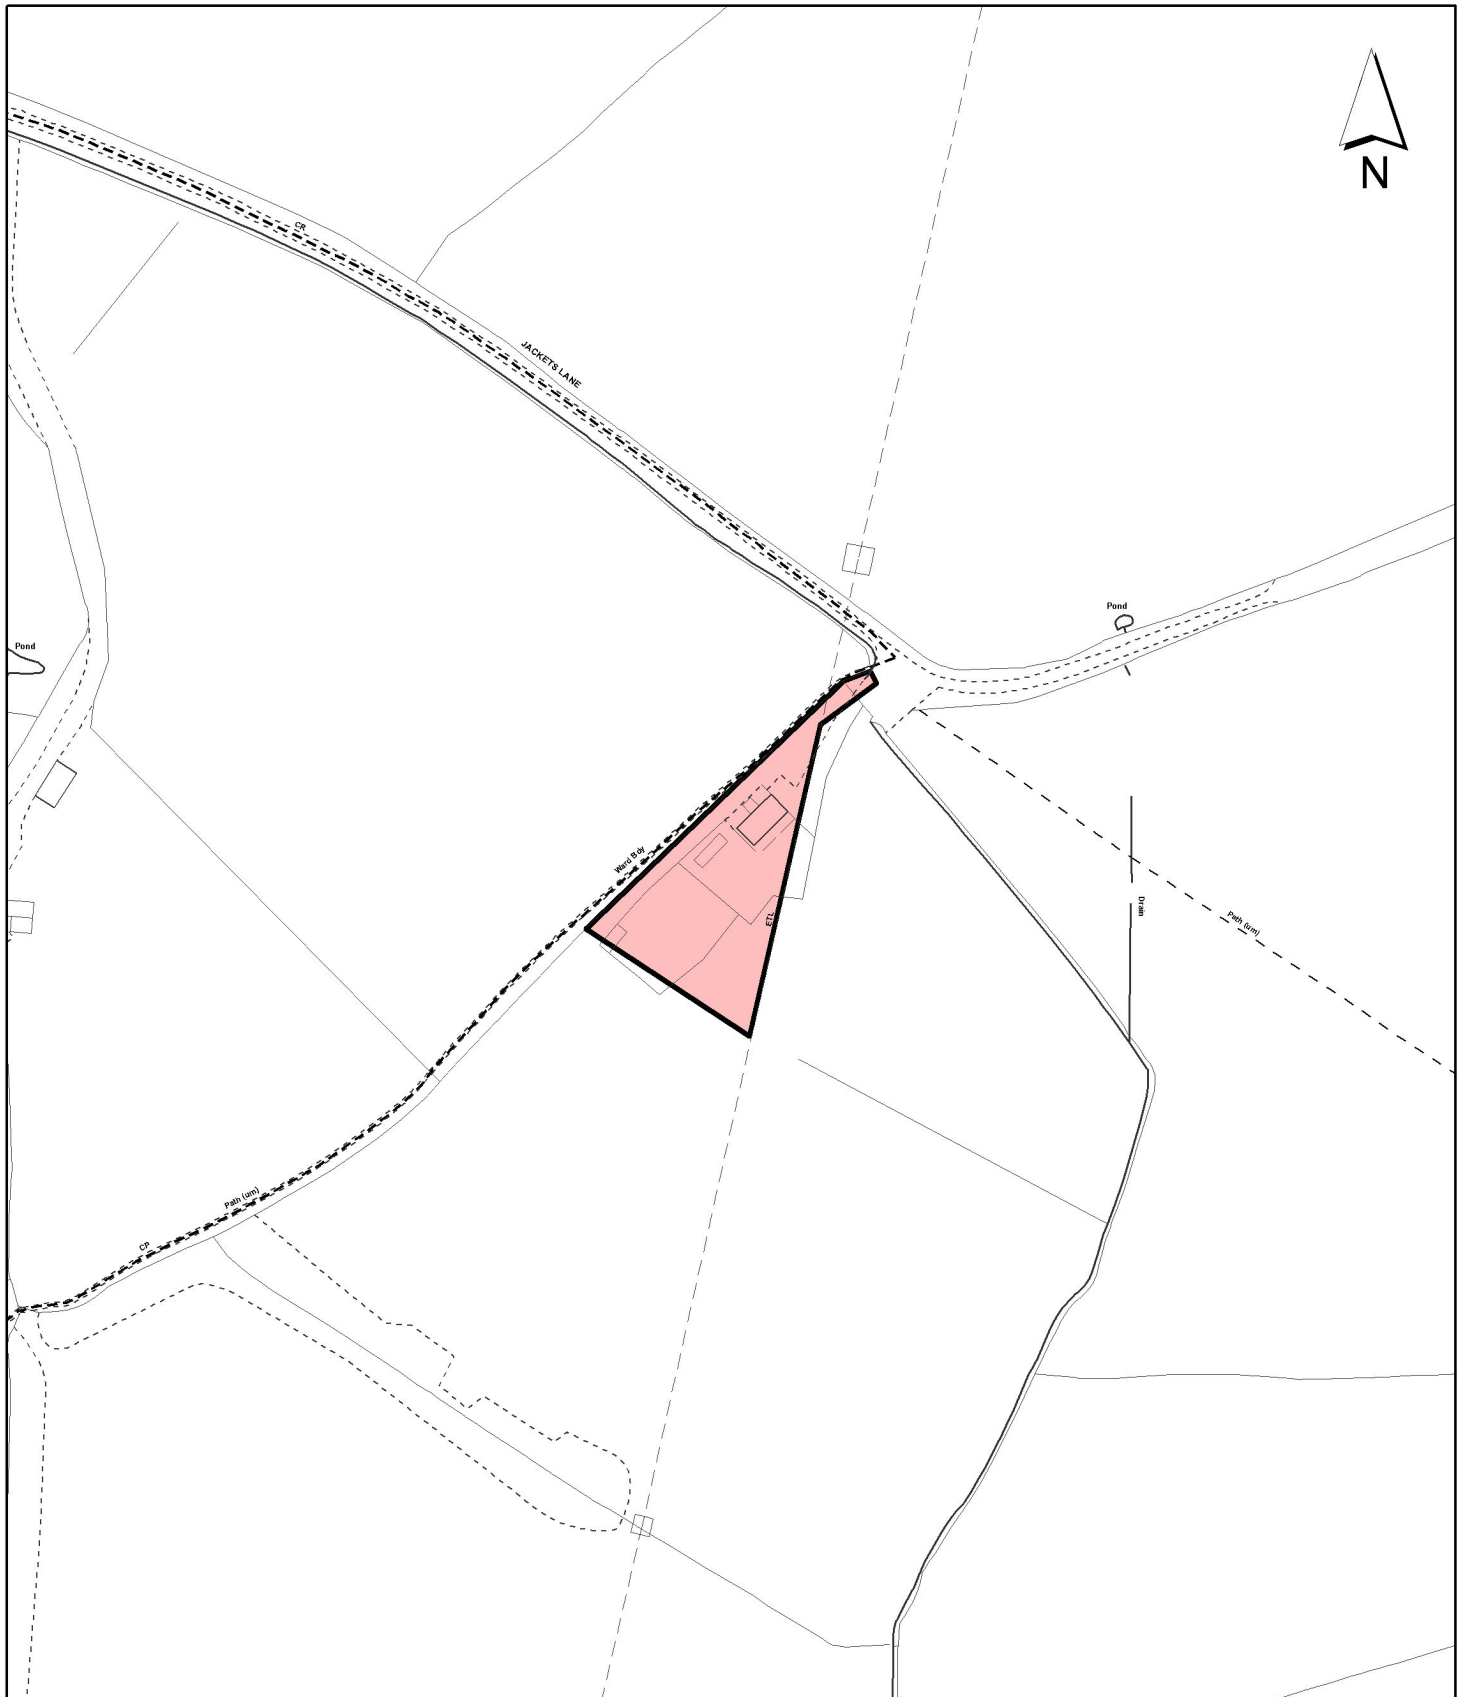 N
CR
JACKETS LANE
Pond
Pond
Ward Bdy
Drain
ETL
Path (um)
Path (um)
CP